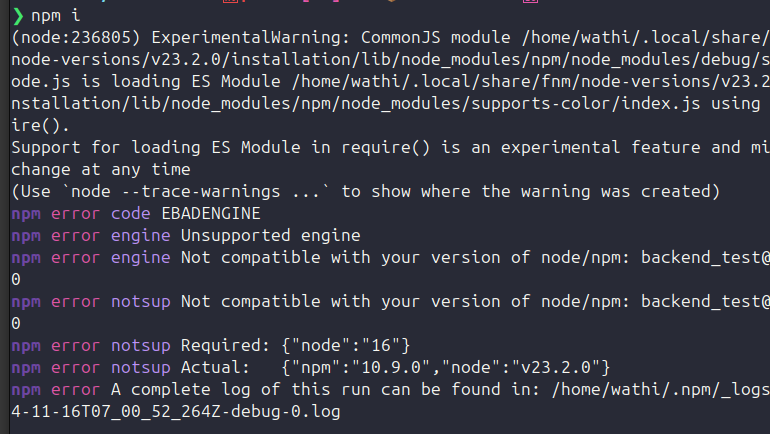 ❯ npm i
(node:236805) ExperimentalWarning: CommonJS module /home/wathi/.local/share/
node-versions/v23.2.0/installation/lib/node_modules/npm/node_modules/debug/s
ode.js is loading ES Module /home/wathi/.local/share/fnm/node-versions/v23.2
nstallation/lib/node_modules/npm/node_modules/supports-color/index.js using
ire().
Support for loading ES Module in require() is an experimental feature and mi
change at any time
(Use `node --trace-warnings ...` to show where the warning was created)
npm error code EBADENGINE
npm error engine Unsupported engine
npm error engine Not compatible with your version of node/npm: backend_test@
0
npm error notsup Not compatible with your version of node/npm: backend_test@
0
npm error notsup Required: {"node":"16"}
npm error notsup Actual:   {"npm":"10.9.0","node":"v23.2.0"}
npm error A complete log of this run can be found in: /home/wathi/.npm/_logs
4-11-16T07_00_52_264Z-debug-0.log